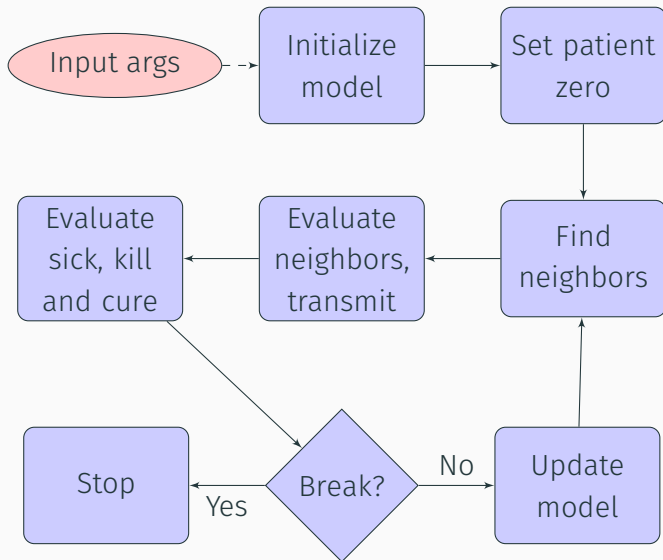 Input args
Initialize
model
Set patient
zero
Evaluate
sick, kill
and cure
Evaluate
neighbors,
transmit
Find
neighbors
Stop
Yes
Break?
No
Update
model